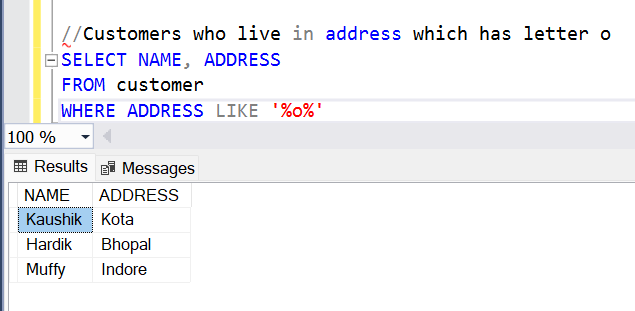 //Customers who live in address which has letter o
SELECT NAME, ADDRESS
FROM customer
WHERE ADDRESS LIKE '%o%'
100 %
Results Messages
NAME ADDRESS
Kaushik Kota
Hardik Bhopal
Muffy Indore